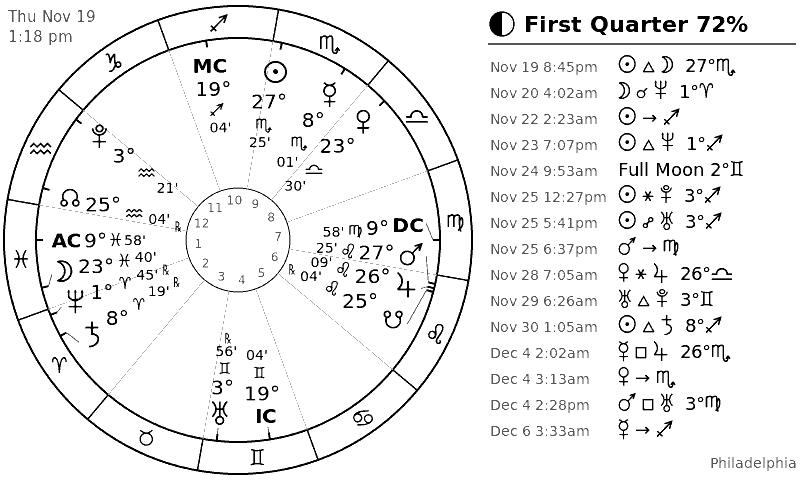 Thu Nov 19
1:18 pm
MC
19°
♐
04'
☉
27°
♏
25'
☿
8°
♏
01'
♀
23°
♎
30'
♇
3°
♒
21'
☊ 25° ♒ 04' ℞
AC 9° ♓ 58'
☽ 23° ♓ 40'
♆ 1° ♈ 45' ℞
♄ 8° ♈ 19' ℞
58' ♍ 9° DC
25' ♌ 27° ♂
09' ♌ 26° ♃
℞ 04' ♌ 25° ☋
℞
56'
♊
3°
♅
04'
♊
19°
IC
1
2
3
4
5
6
7
8
9
10
11
12
♐
♏
♎
♍
♌
♋
♊
♉
♈
♓
♒
♑
First Quarter 72%
Nov 19 8:45pm ☉ △ ☽ 27°♏
Nov 20 4:02am ☽ ☌ ♆ 1°♈
Nov 22 2:23am ☉ → ♐
Nov 23 7:07pm ☉ △ ♆ 1°♐
Nov 24 9:53am Full Moon 2°♊
Nov 25 12:27pm ☉ ⚹ ♇ 3°♐
Nov 25 5:41pm ☉ ☍ ♅ 3°♐
Nov 25 6:37pm ♂ → ♍
Nov 28 7:05am ♀ ⚹ ♃ 26°♎
Nov 29 6:26am ♅ △ ♇ 3°♊
Nov 30 1:05am ☉ △ ♄ 8°♐
Dec 4 2:02am ☿ □ ♃ 26°♏
Dec 4 3:13am ♀ → ♏
Dec 4 2:28pm ♂ □ ♅ 3°♍
Dec 6 3:33am ☿ → ♐
Philadelphia